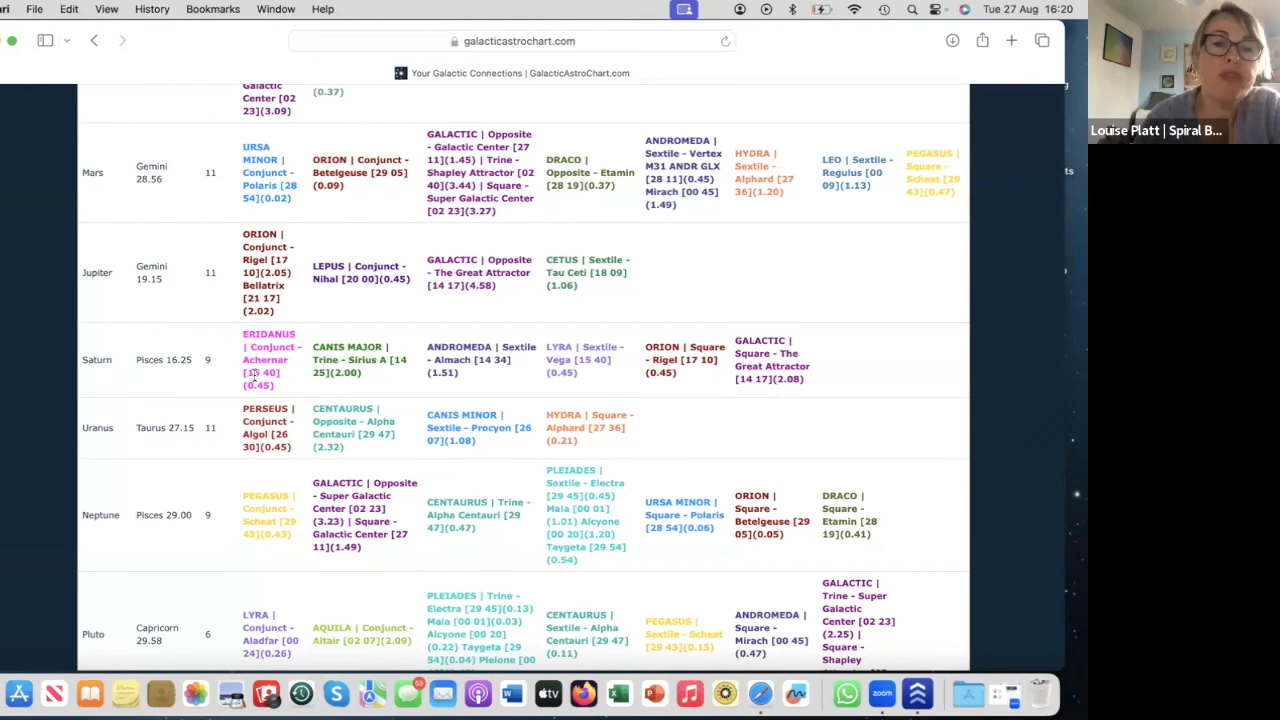 ari File Edit View History Bookmarks Window Help Tue 27 Aug 16:20
galacticastrochart.com
Your Galactic Connections | GalacticAstroChart.com
Galactic
Center [02
23](3.09)
(0.37)
Mars
Gemini
28.56
11
URSA
MINOR |
Conjunct -
Polaris [28
54](0.02)
ORION | Conjunct -
Betelgeuse [29 05]
(0.09)
GALACTIC | Opposite
- Galactic Center [27
11](1.45) | Trine -
Shapley Attractor [02
40](3.44) | Square -
Super Galactic Center
[02 23](3.27)
DRACO |
Opposite - Etamin
[28 19](0.37)
ANDROMEDA |
Sextile - Vertex
M31 ANDR GLX
[28 11](0.45)
Mirach [00 45]
(1.49)
HYDRA |
Sextile -
Alphard [27
36](1.20)
LEO | Sextile -
Regulus [00
09](1.13)
PEGASUS |
Square -
Scheat [29
43](0.47)
Jupiter
Gemini
19.15
11
ORION |
Conjunct -
Rigel [17
10](2.05)
Bellatrix
[21 17]
(2.02)
LEPUS | Conjunct -
Nihal [20 00](0.45)
GALACTIC | Opposite
- The Great Attractor
[14 17](4.58)
CETUS | Sextile -
Tau Ceti [18 09]
(1.06)
Saturn
Pisces 16.25
9
ERIDANUS
| Conjunct -
Achernar
40]
(0.45)
CANIS MAJOR |
Trine - Sirius A [14
25](2.00)
ANDROMEDA | Sextile
- Almach [14 34]
(1.51)
LYRA | Sextile -
Vega [15 40]
(0.45)
ORION | Square
- Rigel [17 10]
(0.45)
GALACTIC |
Square - The
Great Attractor
[14 17](2.08)
Uranus
Taurus 27.15
11
PERSEUS |
Conjunct -
Algol [26
30](0.45)
CENTAURUS |
Opposite - Alpha
Centauri [29 47]
(2.32)
CANIS MINOR |
Sextile - Procyon [26
07](1.08)
HYDRA | Square -
Alphard [27 36]
(0.21)
Neptune
Pisces 29.00
9
PEGASUS |
Conjunct -
Scheat [29
43](0.43)
GALACTIC | Opposite
- Super Galactic
Center [02 23]
(3.23) | Square -
Galactic Center [27
11](1.49)
CENTAURUS | Trine -
Alpha Centauri [29
47](0.47)
PLEIADES |
Sextile - Electra
[29 45](0.45)
Maia [00 01]
(1.01) Alcyone
[00 20](1.20)
Taygeta [29 54]
(0.54)
URSA MINOR |
Square - Polaris
[28 54](0.06)
ORION |
Square -
Betelgeuse [29
05](0.05)
DRACO |
Square -
Etamin [28
19](0.41)
Pluto
Capricorn
29.58
6
LYRA |
Conjunct -
Aladfar [00
24](0.26)
AQUILA | Conjunct -
Altair [02 07](2.09)
PLEIADES | Trine -
Electra [29 45](0.13)
Maia [00 01](0.03)
Alcyone [00 20]
(0.22) Taygeta [29
54](0.04) Pleione [00
CENTAURUS |
Sextile - Alpha
Centauri [29 47]
(0.11)
PEGASUS |
Sextile - Scheat
[29 43](0.15)
ANDROMEDA |
Square -
Mirach [00 45]
(0.47)
GALACTIC |
Trine - Super
Galactic
Center [02 23]
(2.25) |
Square -
Shapley
Louise Platt | Spiral B...
zoom